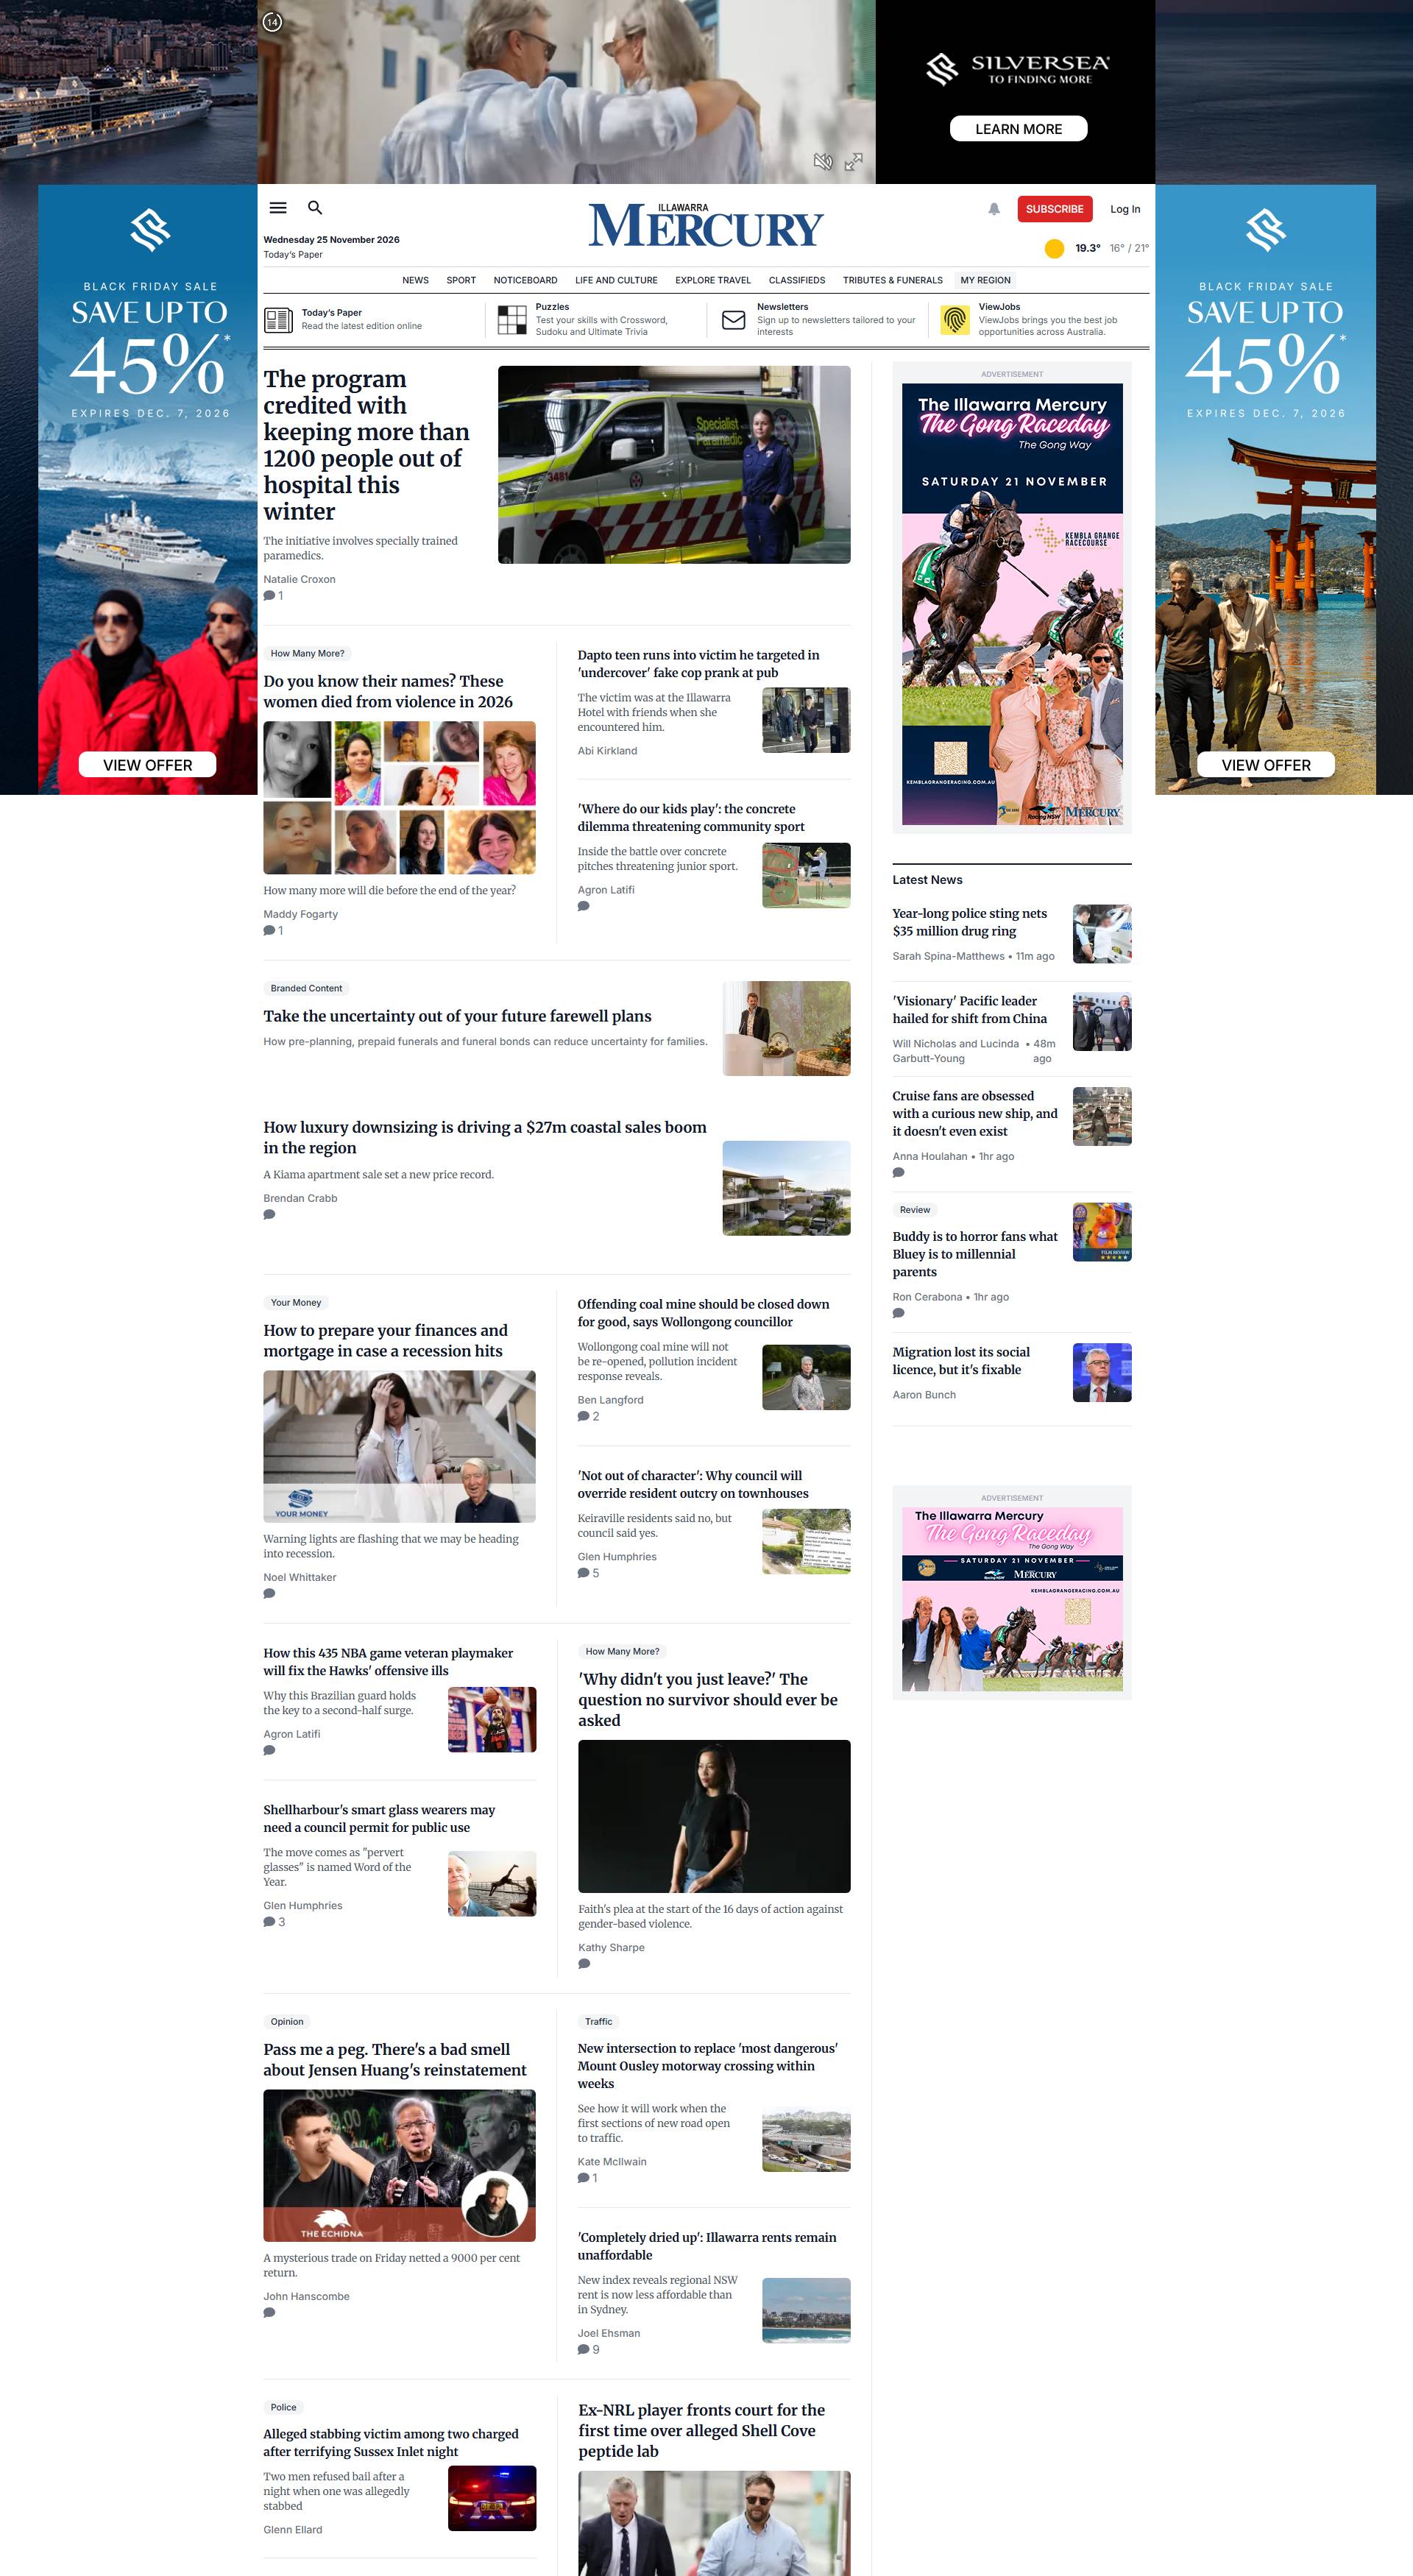 14
SILVERSEA
TO FINDING MORE
LEARN MORE
BLACK FRIDAY SALE
SAVE UP TO
45%*
EXPIRES DEC. 7, 2026
VIEW OFFER
BLACK FRIDAY SALE
SAVE UP TO
45%*
EXPIRES DEC. 7, 2026
VIEW OFFER
ILLAWARRA
MERCURY
SUBSCRIBE
Log In
Wednesday 25 November 2026
Today's Paper
19.3° 16° / 21°
NEWS SPORT NOTICEBOARD LIFE AND CULTURE EXPLORE TRAVEL CLASSIFIEDS TRIBUTES & FUNERALS MY REGION
Today's Paper
Read the latest edition online
Puzzles
Test your skills with Crossword,
Sudoku and Ultimate Trivia
Newsletters
Sign up to newsletters tailored to your
interests
ViewJobs
ViewJobs brings you the best job
opportunities across Australia.
The program
credited with
keeping more than
1200 people out of
hospital this
winter
The initiative involves specially trained
paramedics.
Natalie Croxon
1
Specialist
Paramedic
3481
How Many More?
Do you know their names? These
women died from violence in 2026
How many more will die before the end of the year?
Maddy Fogarty
1
Dapto teen runs into victim he targeted in
'undercover' fake cop prank at pub
The victim was at the Illawarra
Hotel with friends when she
encountered him.
Abi Kirkland
'Where do our kids play': the concrete
dilemma threatening community sport
Inside the battle over concrete
pitches threatening junior sport.
Agron Latifi
Branded Content
Take the uncertainty out of your future farewell plans
How pre-planning, prepaid funerals and funeral bonds can reduce uncertainty for families.
How luxury downsizing is driving a $27m coastal sales boom
in the region
A Kiama apartment sale set a new price record.
Brendan Crabb
Your Money
How to prepare your finances and
mortgage in case a recession hits
YOUR MONEY
Warning lights are flashing that we may be heading
into recession.
Noel Whittaker
Offending coal mine should be closed down
for good, says Wollongong councillor
Wollongong coal mine will not
be re-opened, pollution incident
response reveals.
Ben Langford
2
'Not out of character': Why council will
override resident outcry on townhouses
Keiraville residents said no, but
council said yes.
Glen Humphries
5
How this 435 NBA game veteran playmaker
will fix the Hawks' offensive ills
Why this Brazilian guard holds
the key to a second-half surge.
Agron Latifi
Shellharbour's smart glass wearers may
need a council permit for public use
The move comes as "pervert
glasses" is named Word of the
Year.
Glen Humphries
3
How Many More?
'Why didn't you just leave?' The
question no survivor should ever be
asked
Faith's plea at the start of the 16 days of action against
gender-based violence.
Kathy Sharpe
Opinion
Pass me a peg. There's a bad smell
about Jensen Huang's reinstatement
THE ECHIDNA
A mysterious trade on Friday netted a 9000 per cent
return.
John Hanscombe
Traffic
New intersection to replace 'most dangerous'
Mount Ousley motorway crossing within
weeks
See how it will work when the
first sections of new road open
to traffic.
Kate McIlwain
1
'Completely dried up': Illawarra rents remain
unaffordable
New index reveals regional NSW
rent is now less affordable than
in Sydney.
Joel Ehsman
9
Police
Alleged stabbing victim among two charged
after terrifying Sussex Inlet night
Two men refused bail after a
night when one was allegedly
stabbed
Glenn Ellard
Ex-NRL player fronts court for the
first time over alleged Shell Cove
peptide lab
ADVERTISEMENT
The Illawarra Mercury
The Gong Raceday
The Gong Way
SATURDAY 21 NOVEMBER
KEMBLA GRANGE
RACECOURSE
KEMBLAGRANGERACING.COM.AU
Racing NSW
MERCURY
Latest News
Year-long police sting nets
$35 million drug ring
Sarah Spina-Matthews • 11m ago
'Visionary' Pacific leader
hailed for shift from China
Will Nicholas and Lucinda • 48m
Garbutt-Young ago
Cruise fans are obsessed
with a curious new ship, and
it doesn't even exist
Anna Houlahan • 1hr ago
Review
Buddy is to horror fans what
Bluey is to millennial
parents
FILM REVIEW
Ron Cerabona • 1hr ago
Migration lost its social
licence, but it's fixable
Aaron Bunch
ADVERTISEMENT
The Illawarra Mercury
The Gong Raceday
The Gong Way
SATURDAY 21 NOVEMBER
Racing NSW
MERCURY
KEMBLAGRANGERACING.COM.AU